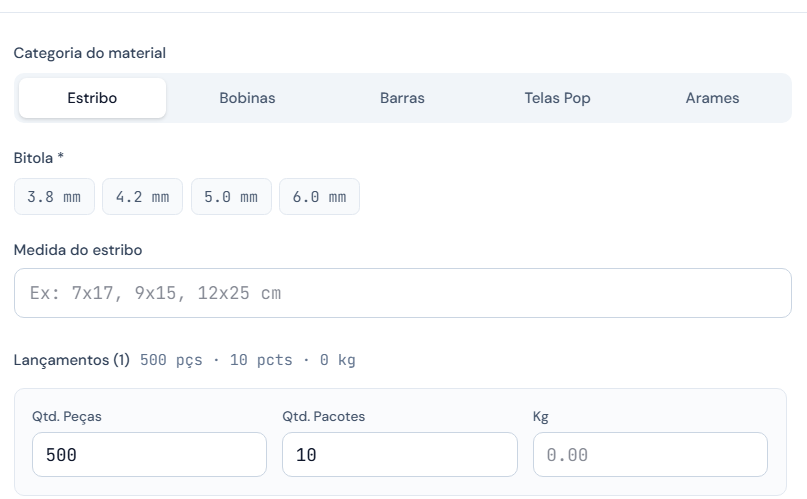 Categoria do material
Estribo Bobinas Barras Telas Pop Arames
Bitola *
3.8 mm 4.2 mm 5.0 mm 6.0 mm
Medida do estribo
Ex: 7x17, 9x15, 12x25 cm
Lançamentos (1) 500 pçs · 10 pcts · 0 kg
Qtd. Peças Qtd. Pacotes Kg
500 10 0.00